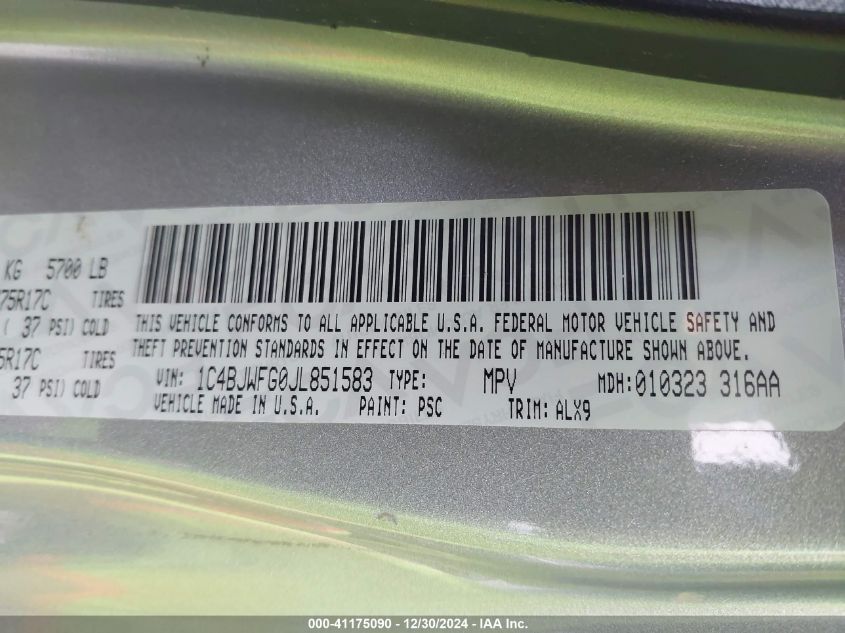 KG 5700 LB
75R17C TIRES
( 37 PSI) COLD
5R17C TIRES
37 PSI) COLD
THIS VEHICLE CONFORMS TO ALL APPLICABLE U.S.A. FEDERAL MOTOR VEHICLE SAFETY AND
THEFT PREVENTION STANDARDS IN EFFECT ON THE DATE OF MANUFACTURE SHOWN ABOVE.
VIN: 1C4BJWFG0JL851583 TYPE: MPV MDH:010323 316AA
VEHICLE MADE IN U.S.A. PAINT: PSC TRIM: ALX9
000-41175090 - 12/30/2024 - IAA Inc.